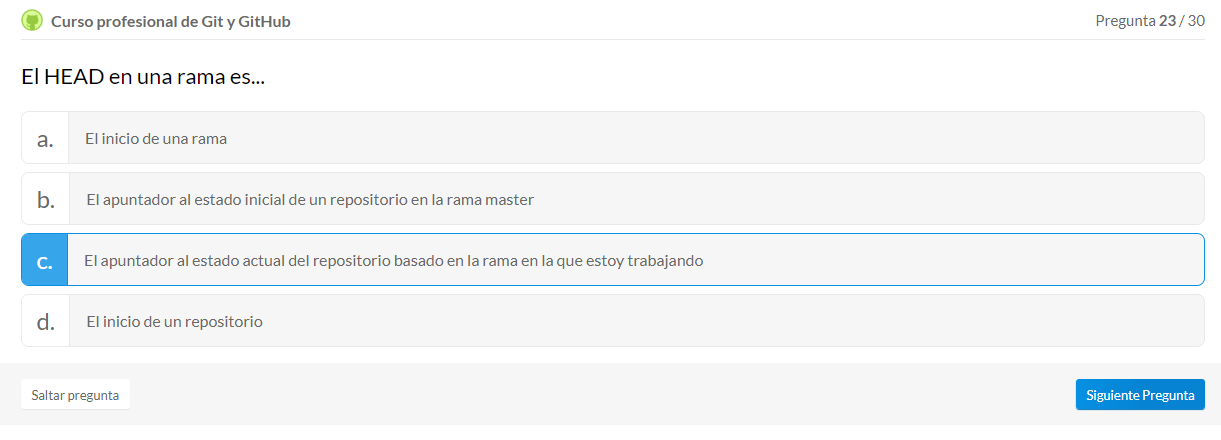 Curso profesional de Git y GitHub
Pregunta 23 / 30
El HEAD en una rama es...
a. El inicio de una rama
b. El apuntador al estado inicial de un repositorio en la rama master
c. El apuntador al estado actual del repositorio basado en la rama en la que estoy trabajando
d. El inicio de un repositorio
Saltar pregunta
Siguiente Pregunta